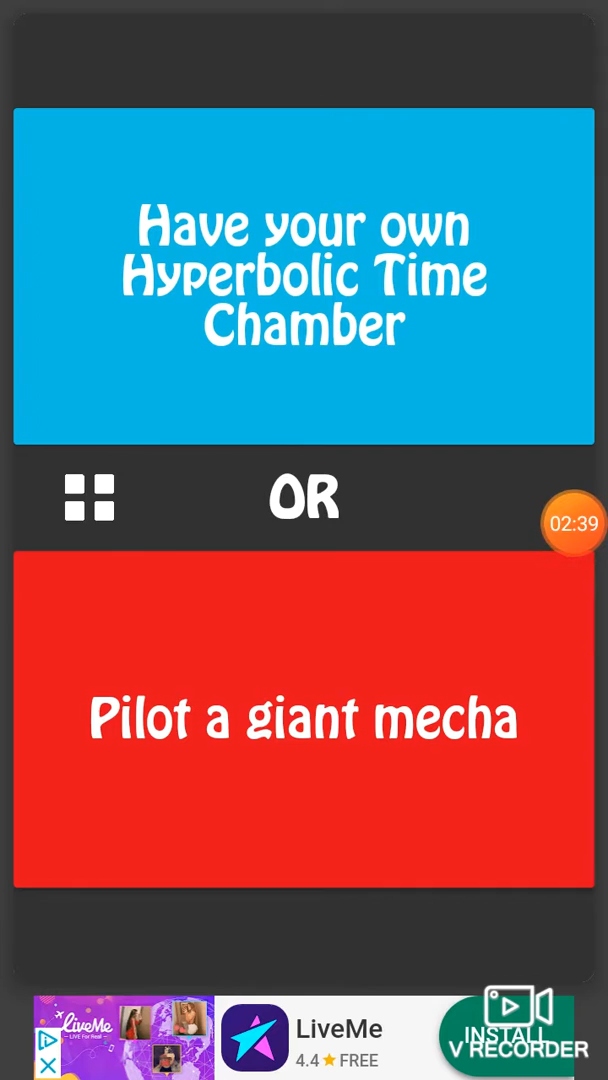 Have your own
Hyperbolic Time
Chamber
OR
02:39
Pilot a giant mecha
LiveMe
LIVE For Real
LiveMe
4.4★ FREE
INSTALL
V RECORDER